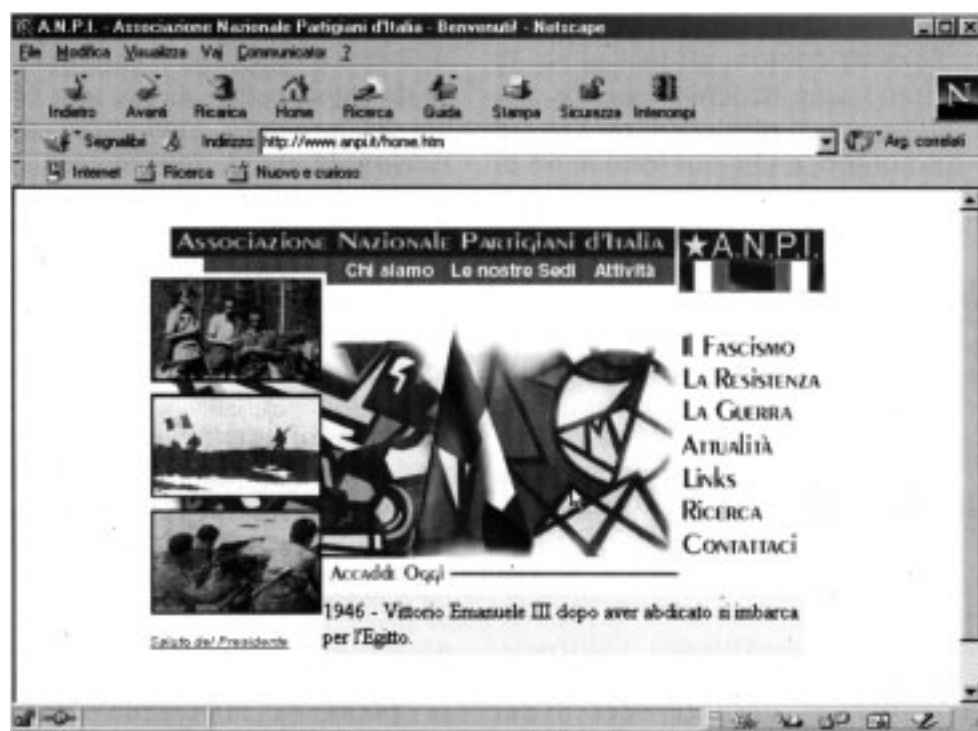 A.N.P.I. - Associazione Nazionale Partigiani d'Italia - Benvenuti! - Netscape
File Modifica Visualizza Vai Communicator ?
Indietro Avanti Ricarica Home Ricerca Guida Stampa Sicurezza Interrompi
N
Segnalibri Indirizzo http://www.anpi.it/home.htm Arg. correlati
Internet Ricerca Nuovo e curioso
Associazione Nazionale Partigiani d'Italia
★A.N.P.I.
Chi siamo Le nostre Sedi Attività
Il Fascismo
La Resistenza
La Guerra
Attualità
Links
Ricerca
Contattaci
Accadde Oggi
1946 - Vittorio Emanuele III dopo aver abdicato si imbarca
per l'Egitto.
Saluto del Presidente